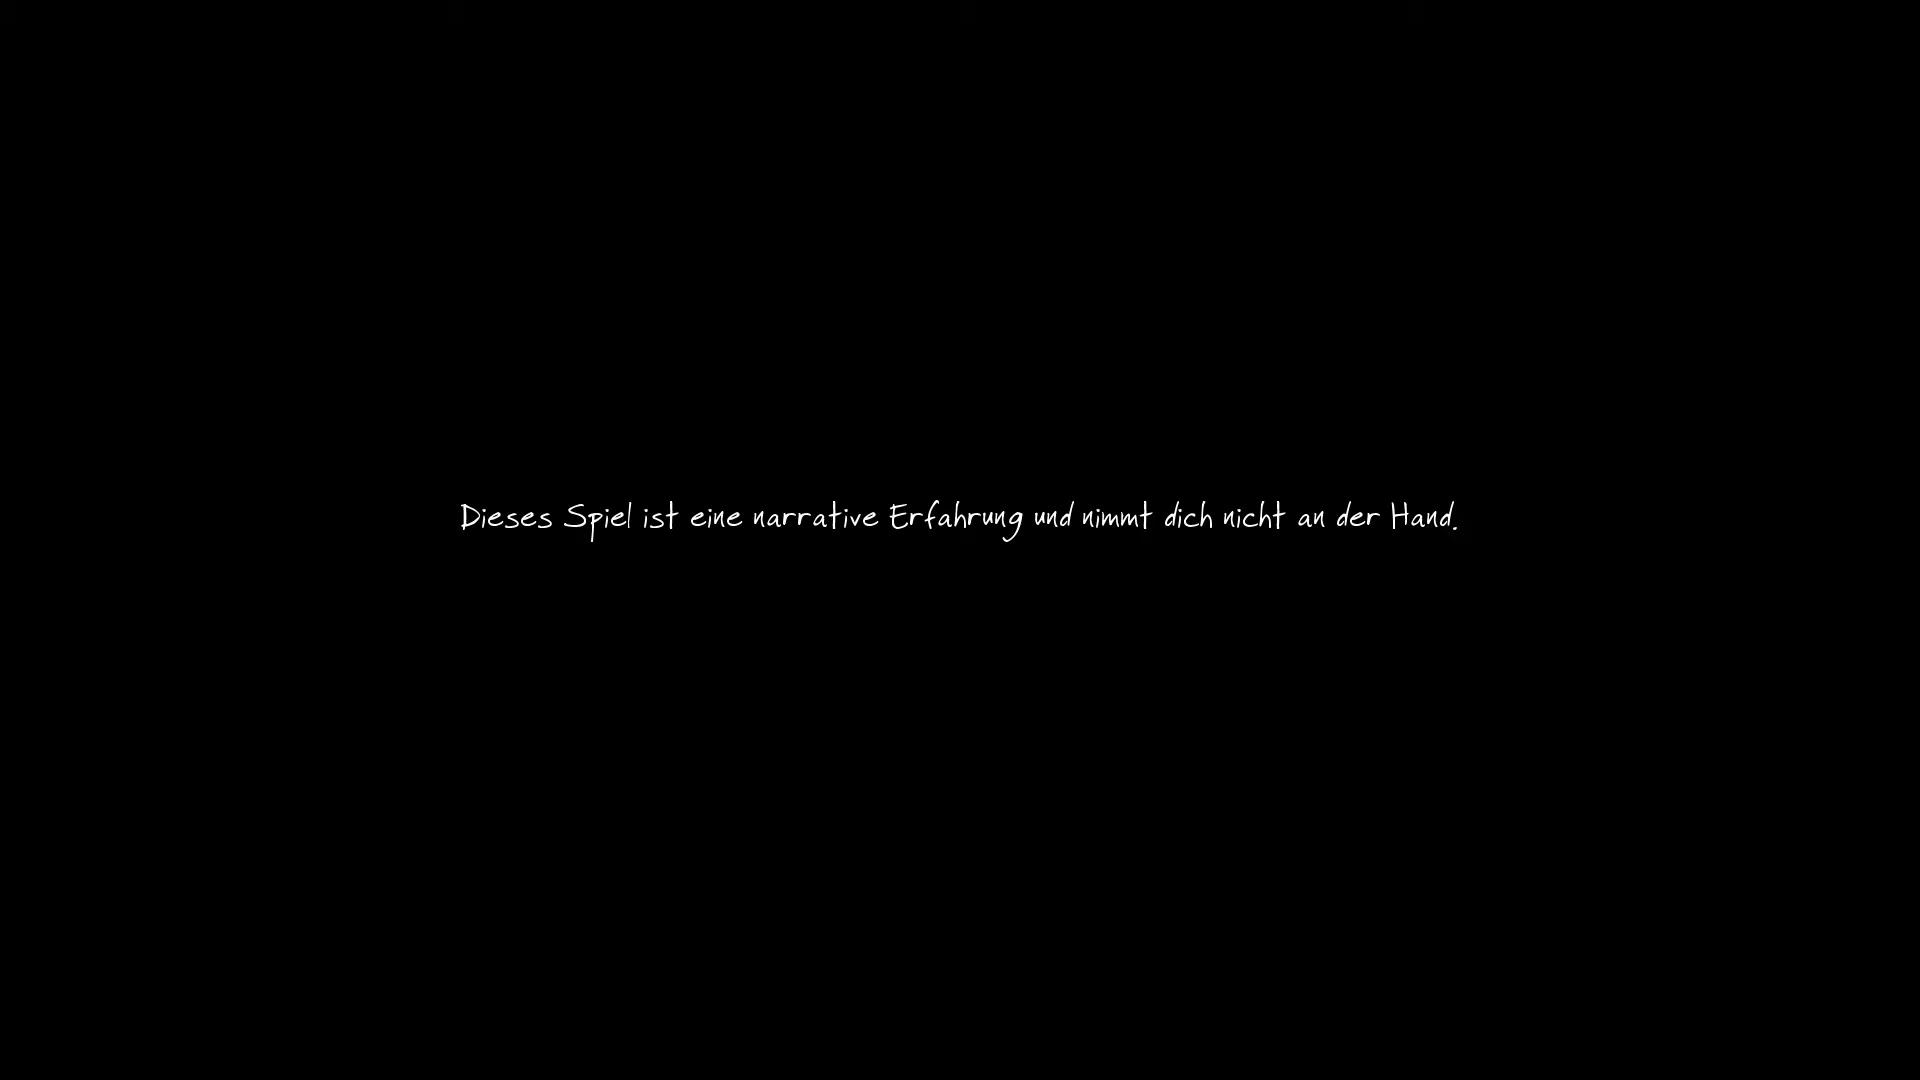 Dieses Spiel ist eine narrative Erfahrung und nimmt dich nicht an der Hand.